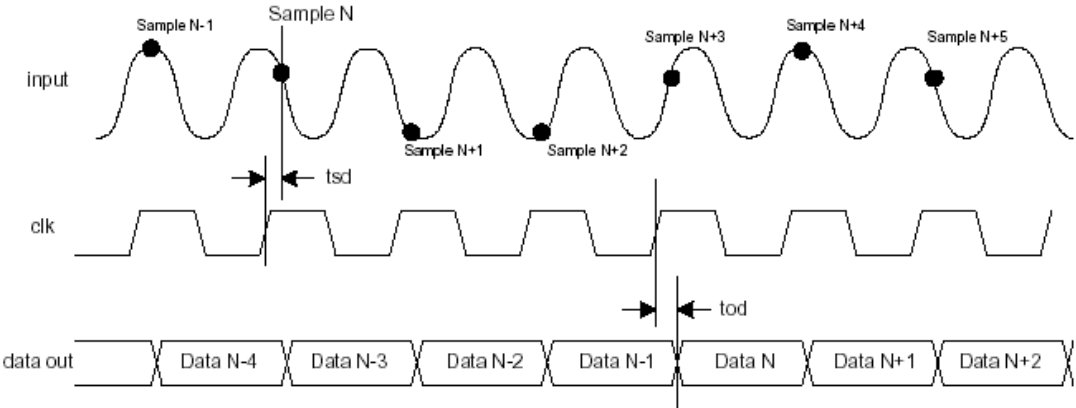 Sample N-1
Sample N
Sample N+3
Sample N+4
Sample N+5
input
Sample N+1
Sample N+2
tsd
clk
tod
data out
Data N-4
Data N-3
Data N-2
Data N-1
Data N
Data N+1
Data N+2